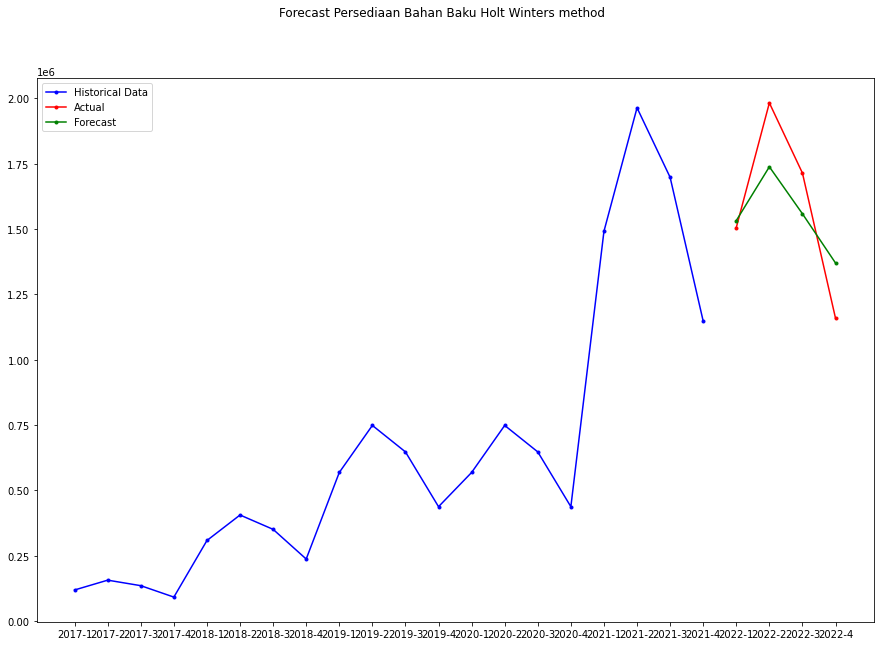 Forecast Persediaan Bahan Baku Holt Winters method
1e6
Historical Data
Actual
Forecast
2.00
1.75
1.50
1.25
1.00
0.75
0.50
0.25
0.00
2017-1 2017-2 2017-3 2017-4 2018-1 2018-2 2018-3 2018-4 2019-1 2019-2 2019-3 2019-4 2020-1 2020-2 2020-3 2020-4 2021-1 2021-2 2021-3 2021-4 2022-1 2022-2 2022-3 2022-4